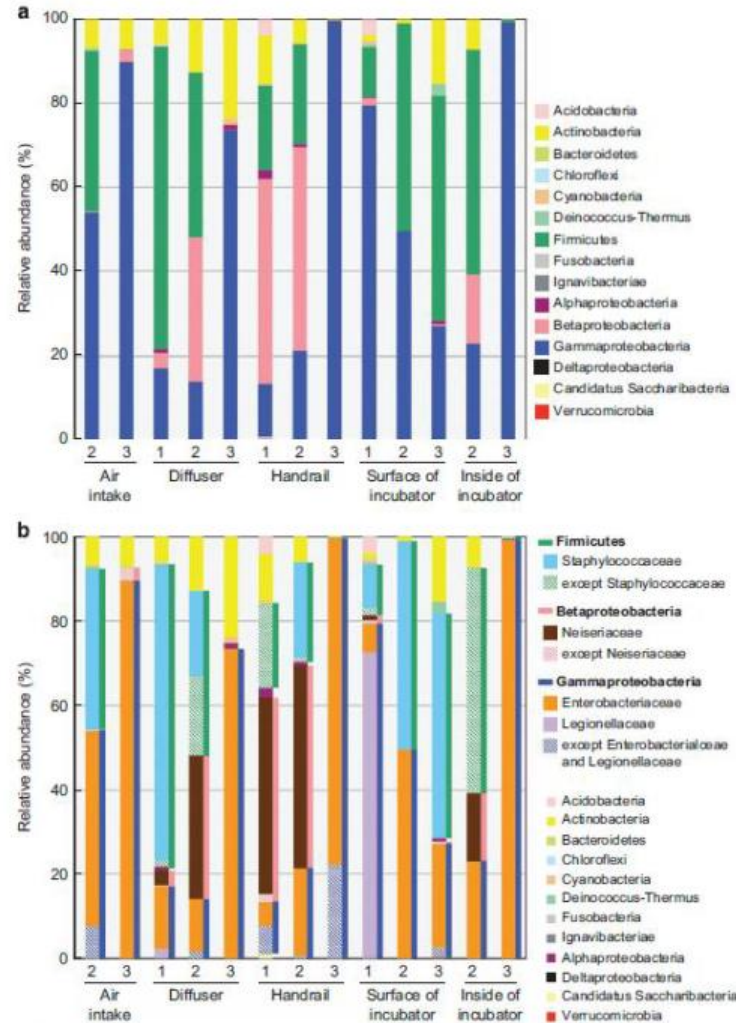 a
100
80
60
40
20
0
Relative abundance (%)
2 3 1 2 3 1 2 3 1 2 3 2 3
Air intake
Diffuser
Handrail
Surface of incubator
Inside of incubator
Acidobacteria
Actinobacteria
Bacteroidetes
Chloroflexi
Cyanobacteria
Deinococcus-Thermus
Firmicutes
Fusobacteria
Ignavibacteriae
Alphaproteobacteria
Betaproteobacteria
Gammaproteobacteria
Deltaproteobacteria
Candidatus Saccharibacteria
Verrucomicrobia
b
100
80
60
40
20
0
Relative abundance (%)
2 3 1 2 3 1 2 3 1 2 3 2 3
Air intake
Diffuser
Handrail
Surface of incubator
Inside of incubator
Firmicutes
Staphylococcaceae
except Staphylococcaceae
Betaproteobacteria
Neiseriaceae
except Neiseriaceae
Gammaproteobacteria
Enterobacteriaceae
Legionellaceae
except Enterobacterialceae
and Legionellaceae
Acidobacteria
Actinobacteria
Bacteroidetes
Chloroflexi
Cyanobacteria
Deinococcus-Thermus
Fusobacteria
Ignavibacteriae
Alphaproteobacteria
Deltaproteobacteria
Candidatus Saccharibacteria
Verrucomicrobia